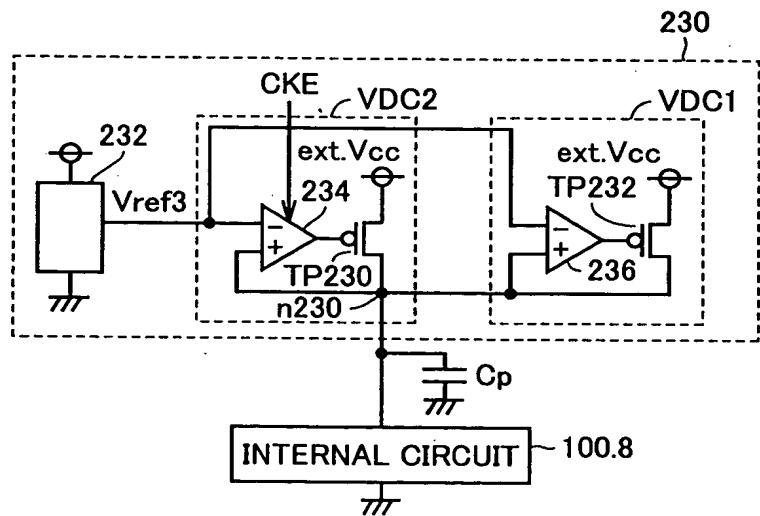 230
CKE
VDC2
VDC1
232
ext.Vcc
ext.Vcc
Vref3
234
TP232
−
+
−
+
TP230
236
n230
Cp
INTERNAL CIRCUIT
100.8